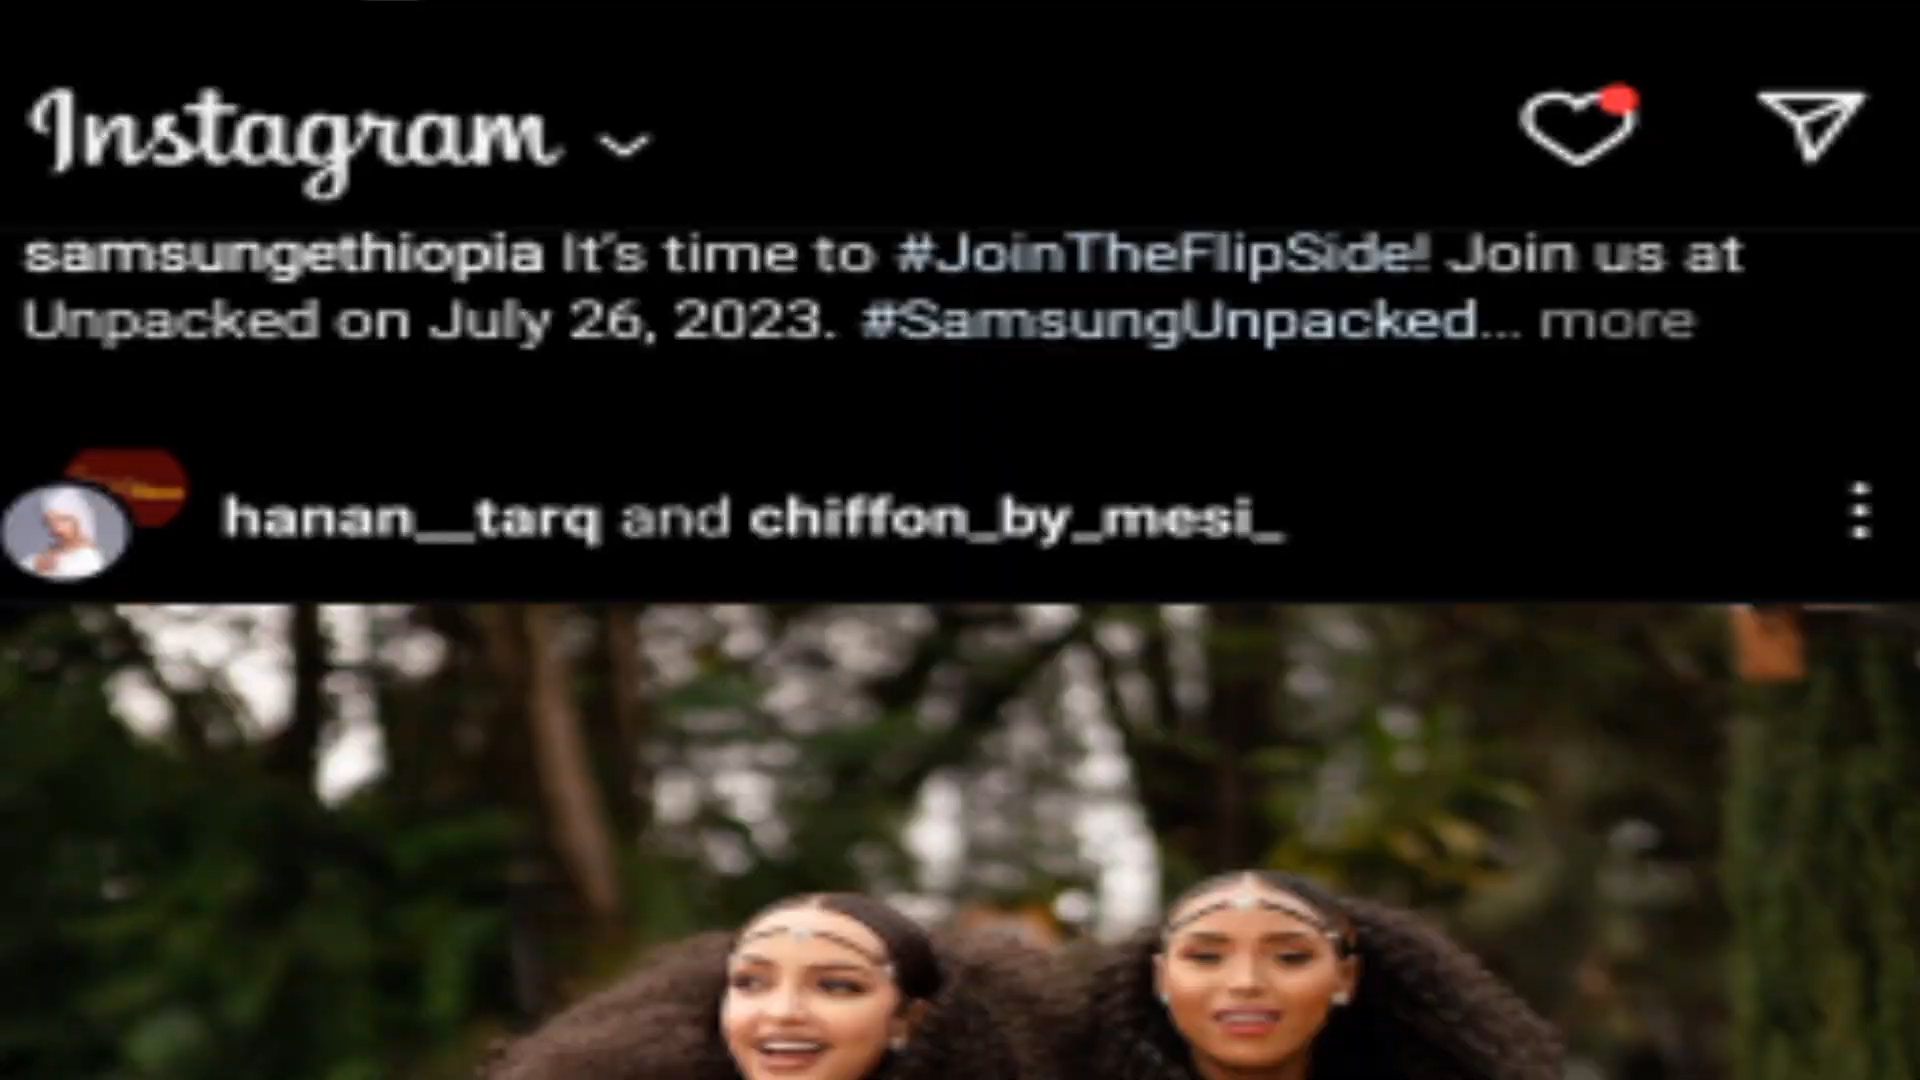 Instagram
samsungethiopia It's time to #JoinTheFlipSide! Join us at
Unpacked on July 26, 2023. #SamsungUnpacked... more
hanan__tarq and chiffon_by_mesi_